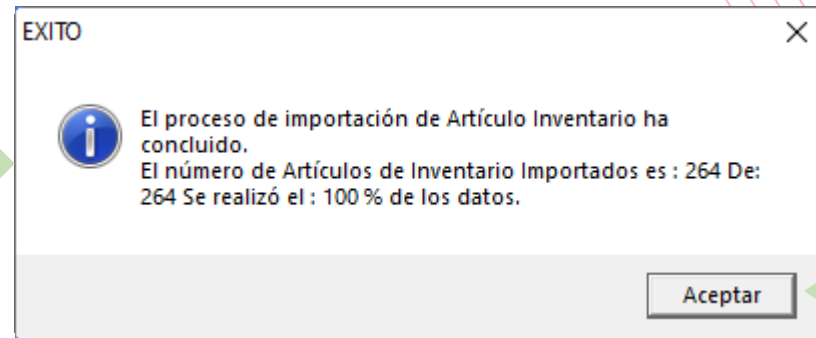 EXITO
El proceso de importación de Artículo Inventario ha
concluido.
El número de Artículos de Inventario Importados es : 264 De:
264 Se realizó el : 100 % de los datos.
Aceptar